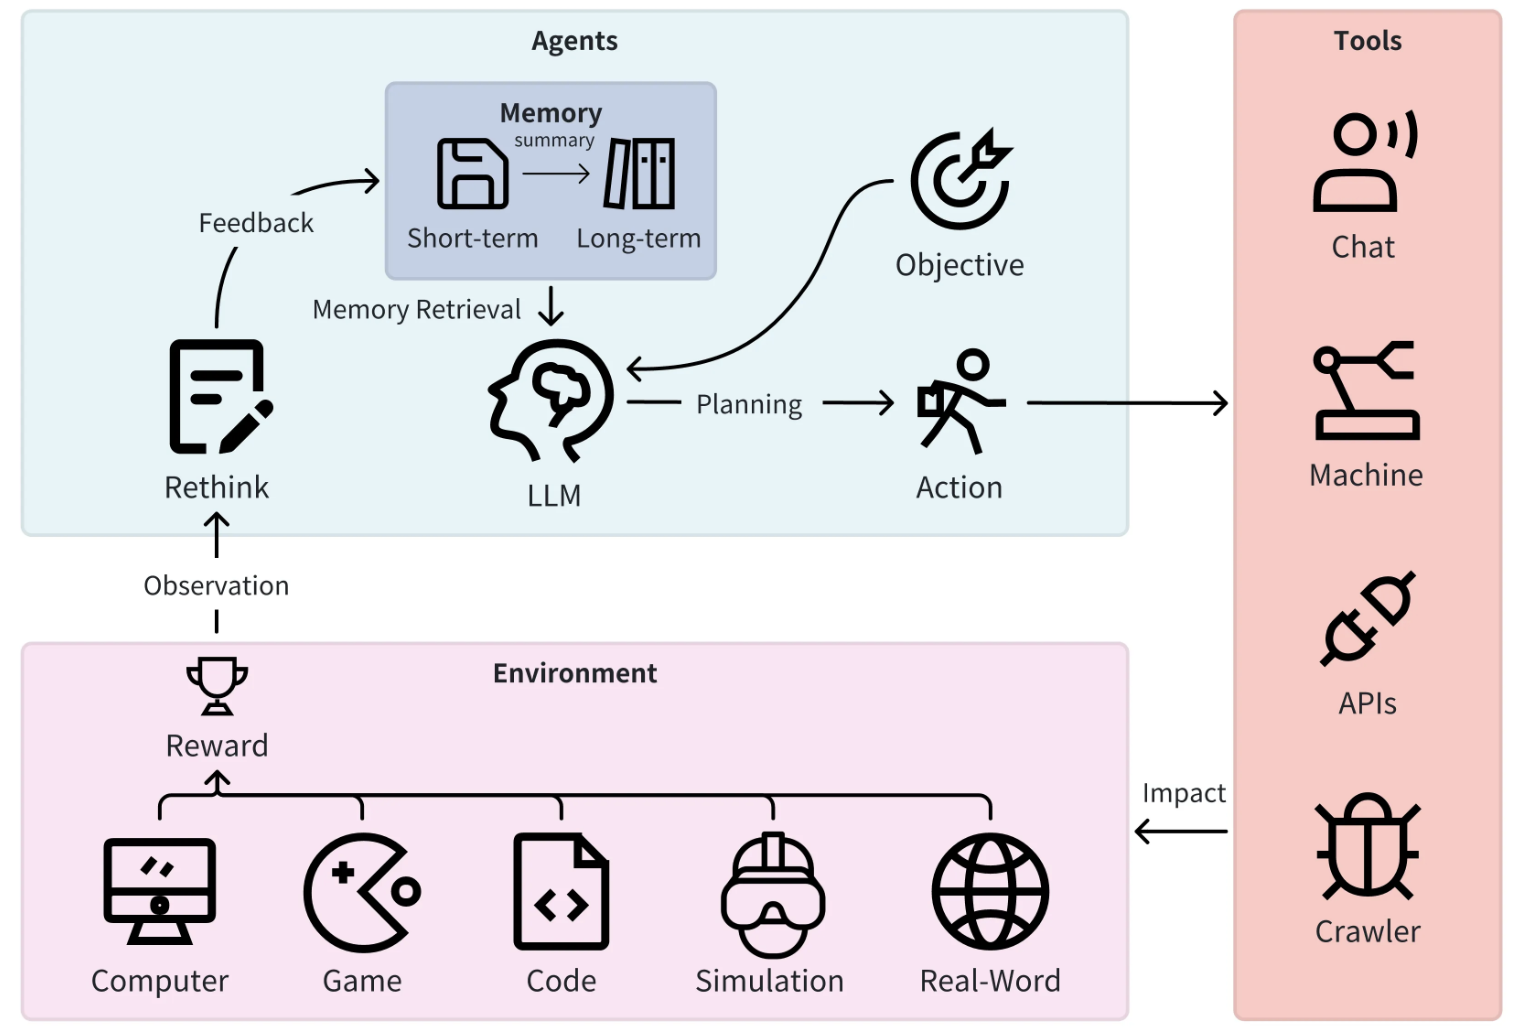 Agents
Memory
summary
Short-term
Long-term
Feedback
Memory Retrieval
Objective
Rethink
LLM
Planning
Action
Tools
Chat
Machine
APIs
Crawler
Observation
Environment
Reward
Impact
Computer
Game
Code
Simulation
Real-Word